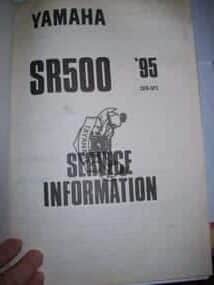 YAMAHA
SR500 '95
SERVICE
INFORMATION